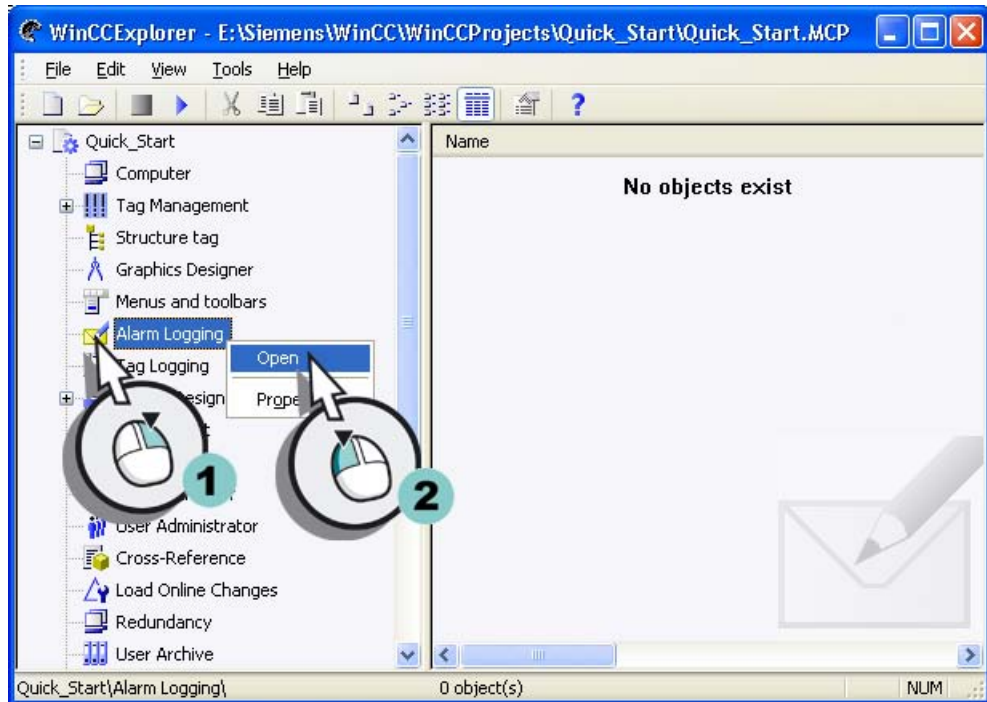 WinCCExplorer - E:\Siemens\WinCC\WinCCProjects\Quick_Start\Quick_Start.MCP
File Edit View Tools Help
Quick_Start
Computer
Tag Management
Structure tag
Graphics Designer
Menus and toolbars
Alarm Logging
Tag Logging
User Administrator
Cross-Reference
Load Online Changes
Redundancy
User Archive
Open
1
2
Name
No objects exist
Quick_Start\Alarm Logging\ 0 object(s) NUM